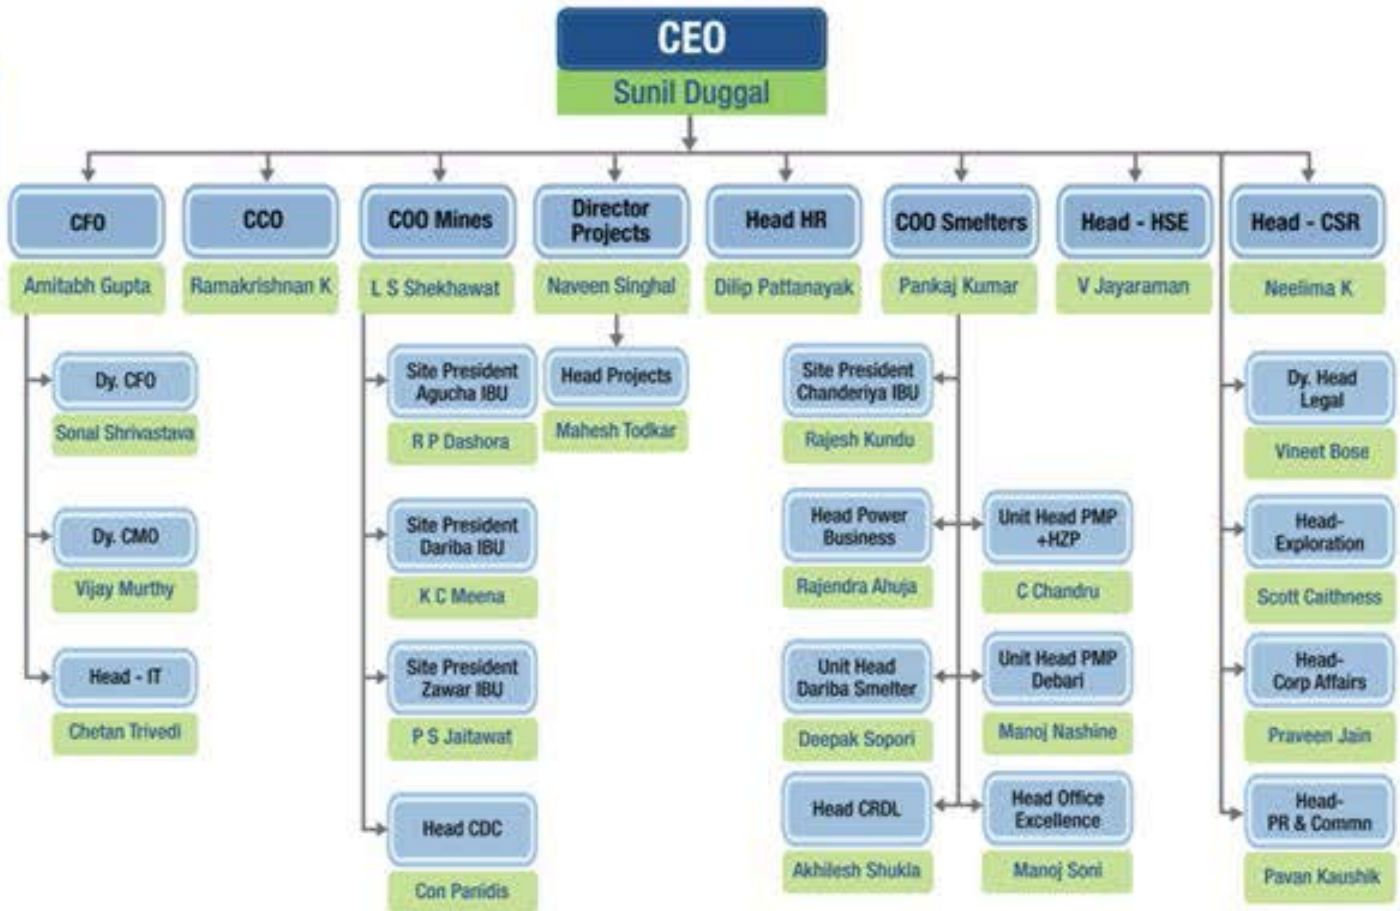 CEO
Sunil Duggal
CFO
Amitabh Gupta
CCO
Ramakrishnan K
COO Mines
L S Shekhawat
Director
Projects
Naveen Singhal
Head HR
Dilip Pattanayak
COO Smelters
Pankaj Kumar
Head - HSE
V Jayaraman
Head - CSR
Neelima K
Dy. CFO
Sonal Shrivastava
Dy. CMO
Vijay Murthy
Head - IT
Chetan Trivedi
Site President
Agucha IBU
R P Dashora
Site President
Dariba IBU
K C Meena
Site President
Zawar IBU
P S Jaitawat
Head CDC
Con Panidis
Head Projects
Mahesh Todkar
Site President
Chanderiya IBU
Rajesh Kundu
Head Power
Business
Rajendra Ahuja
Unit Head PMP
+HZP
C Chandru
Unit Head
Dariba Smelter
Deepak Sopori
Unit Head PMP
Debari
Manoj Nashine
Head CRDL
Akhilesh Shukla
Head Office
Excellence
Manoj Soni
Dy. Head
Legal
Vineet Bose
Head-
Exploration
Scott Caithness
Head-
Corp Affairs
Praveen Jain
Head-
PR & Commn
Pavan Kaushik